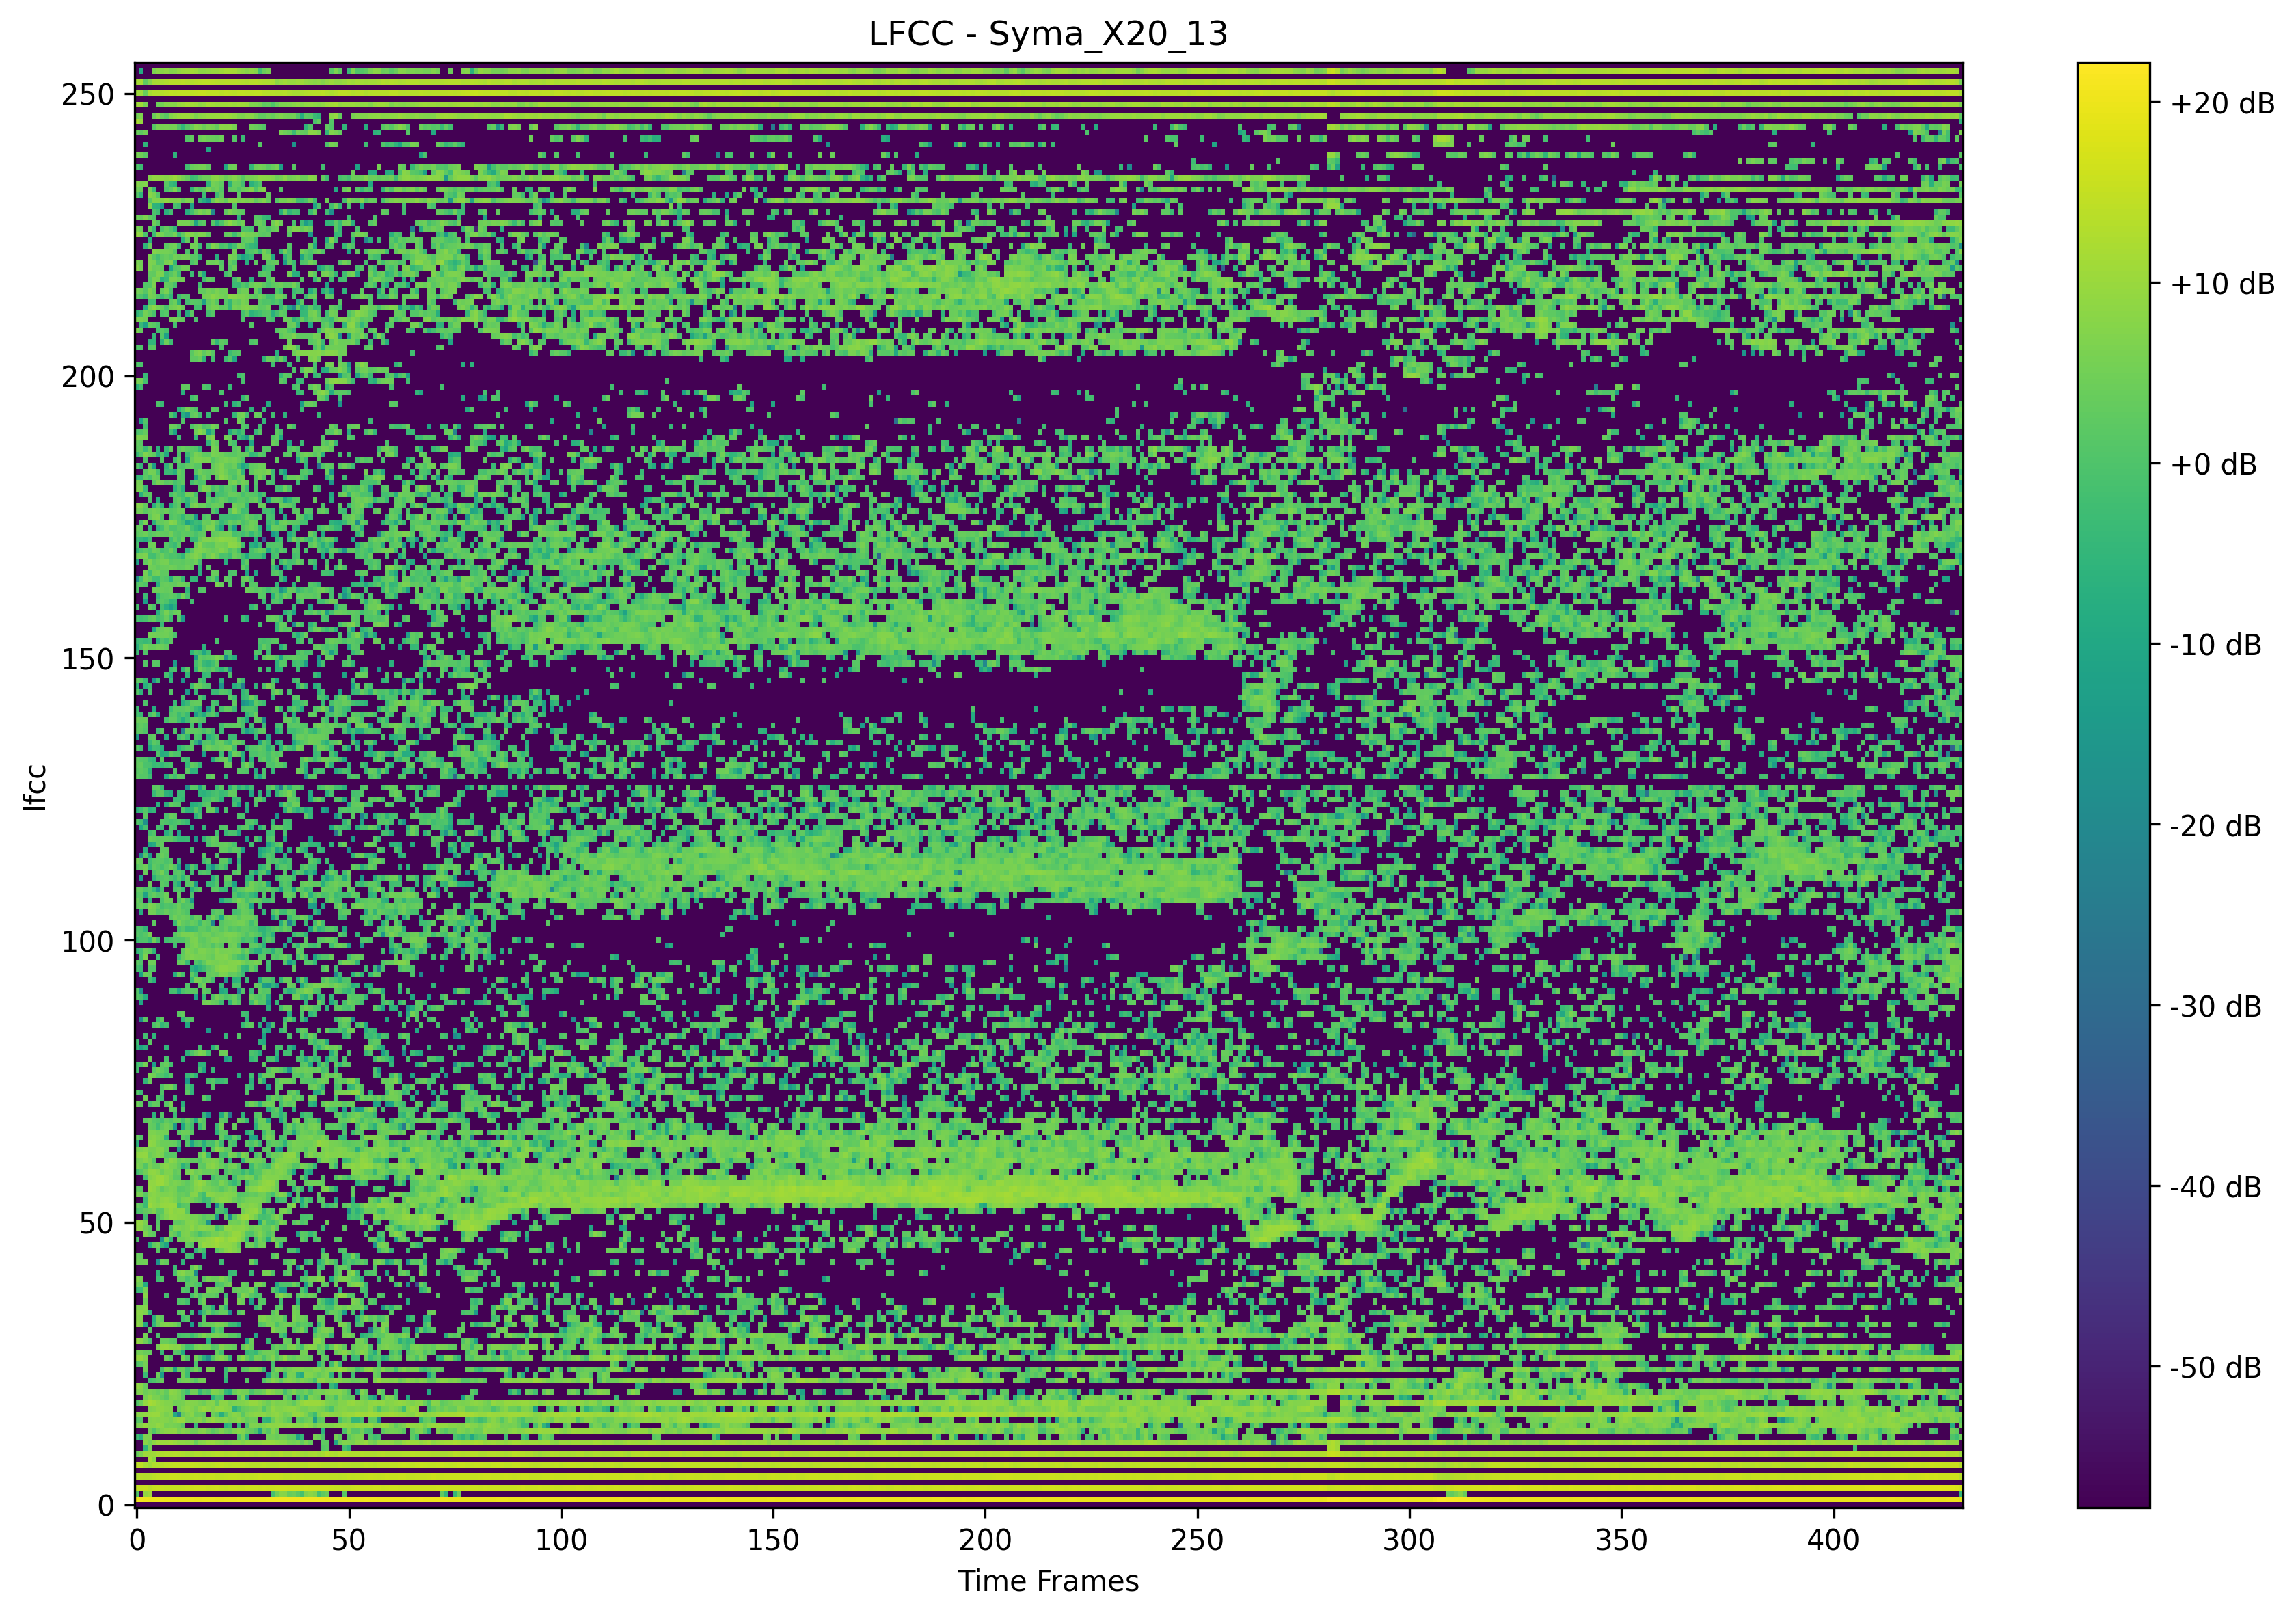 LFCC - Syma_X20_13
250
200
150
100
50
0
lfcc
0 50 100 150 200 250 300 350 400
Time Frames
+20 dB
+10 dB
+0 dB
-10 dB
-20 dB
-30 dB
-40 dB
-50 dB